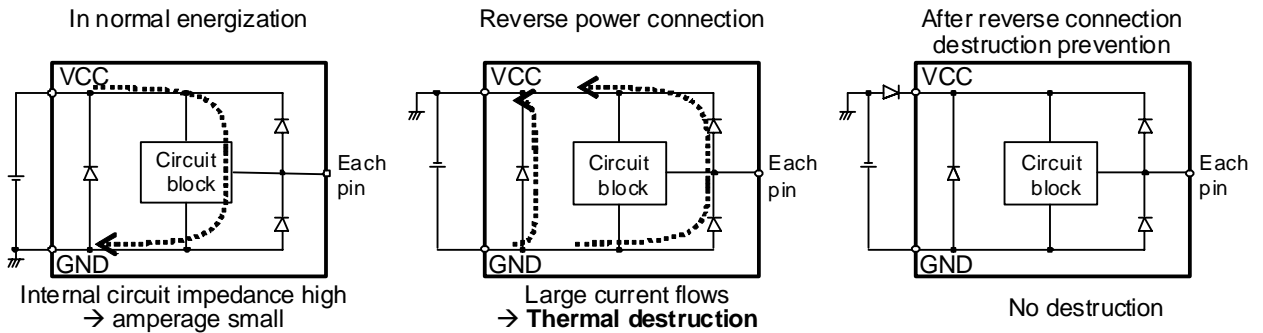 In normal energization
VCC
Circuit
block
Each
pin
GND
Internal circuit impedance high
→ amperage small
Reverse power connection
VCC
Circuit
block
Each
pin
GND
Large current flows
→ Thermal destruction
After reverse connection
destruction prevention
VCC
Circuit
block
Each
pin
GND
No destruction